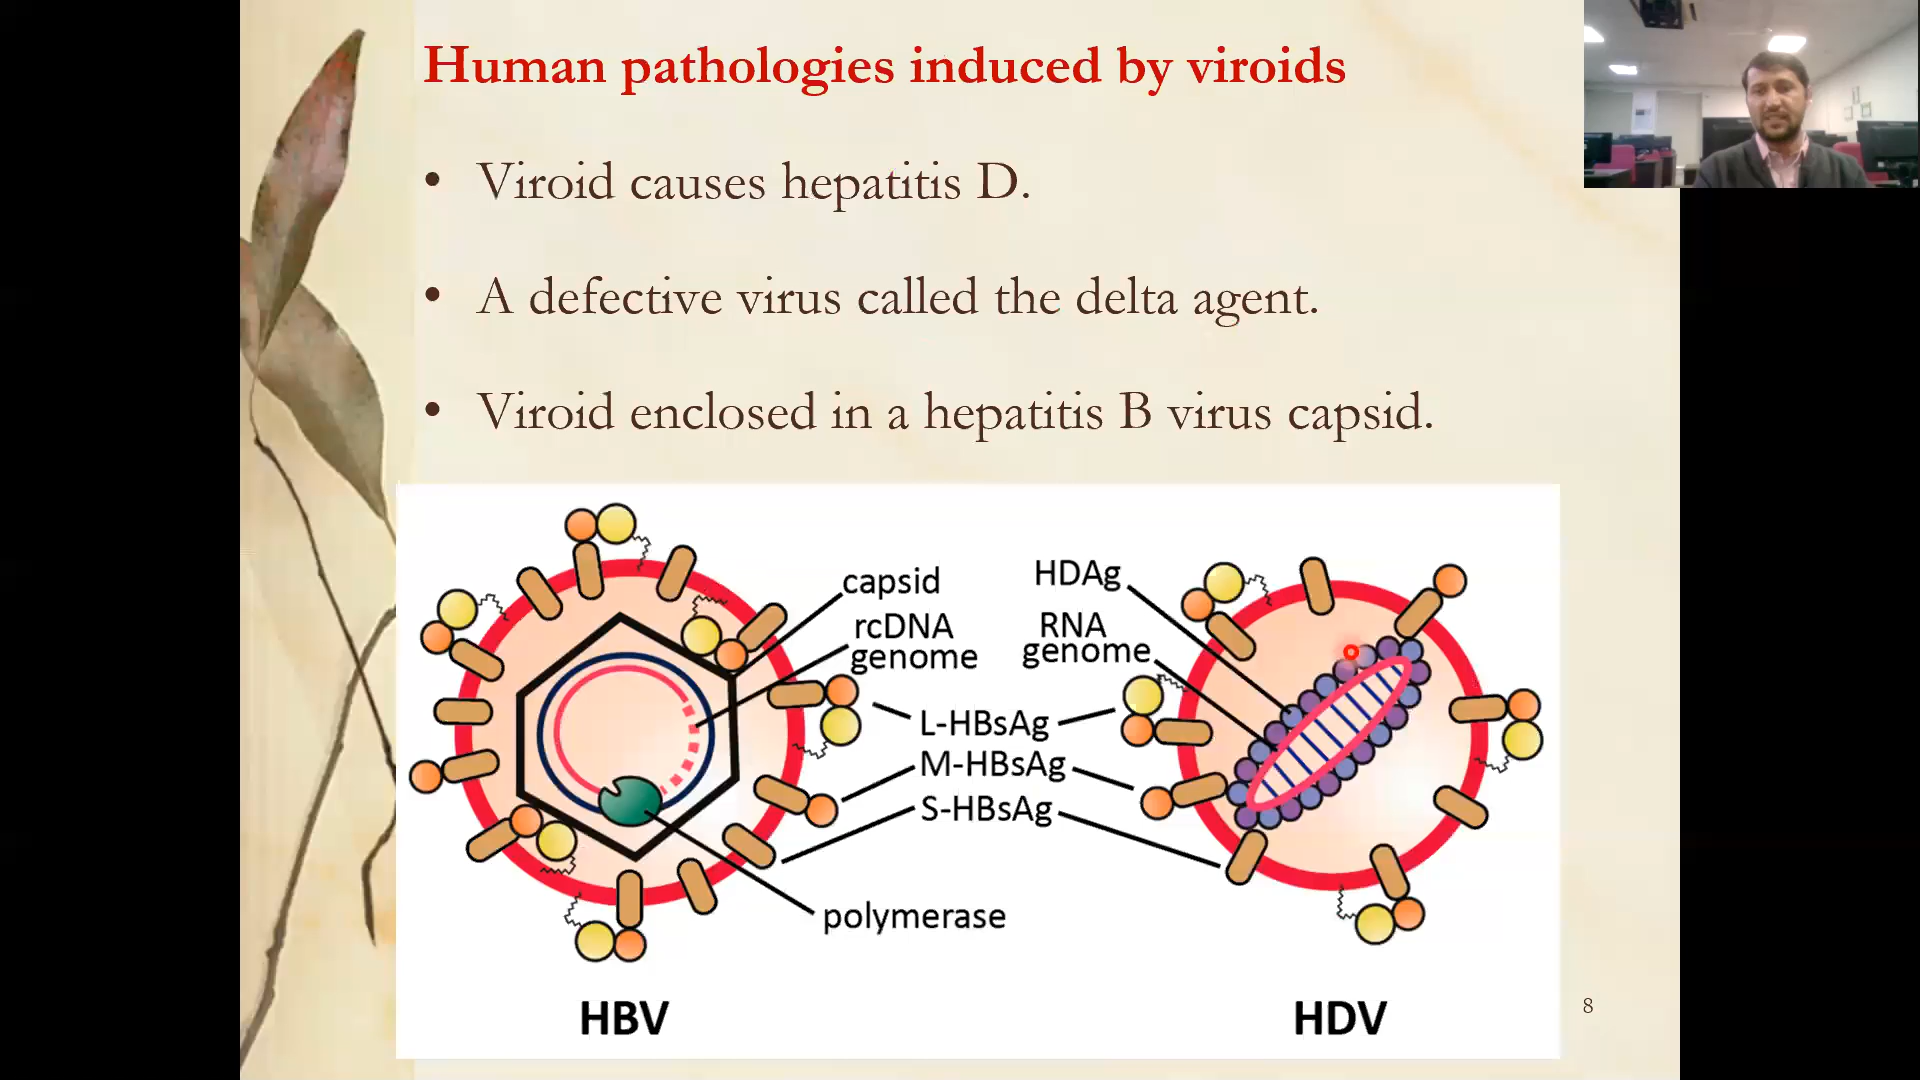 Human pathologies induced by viroids
• Viroid causes hepatitis D.
• A defective virus called the delta agent.
• Viroid enclosed in a hepatitis B virus capsid.
capsid
rcDNA
genome
HDAg
RNA
genome
L-HBsAg
M-HBsAg
S-HBsAg
polymerase
HBV
HDV
8